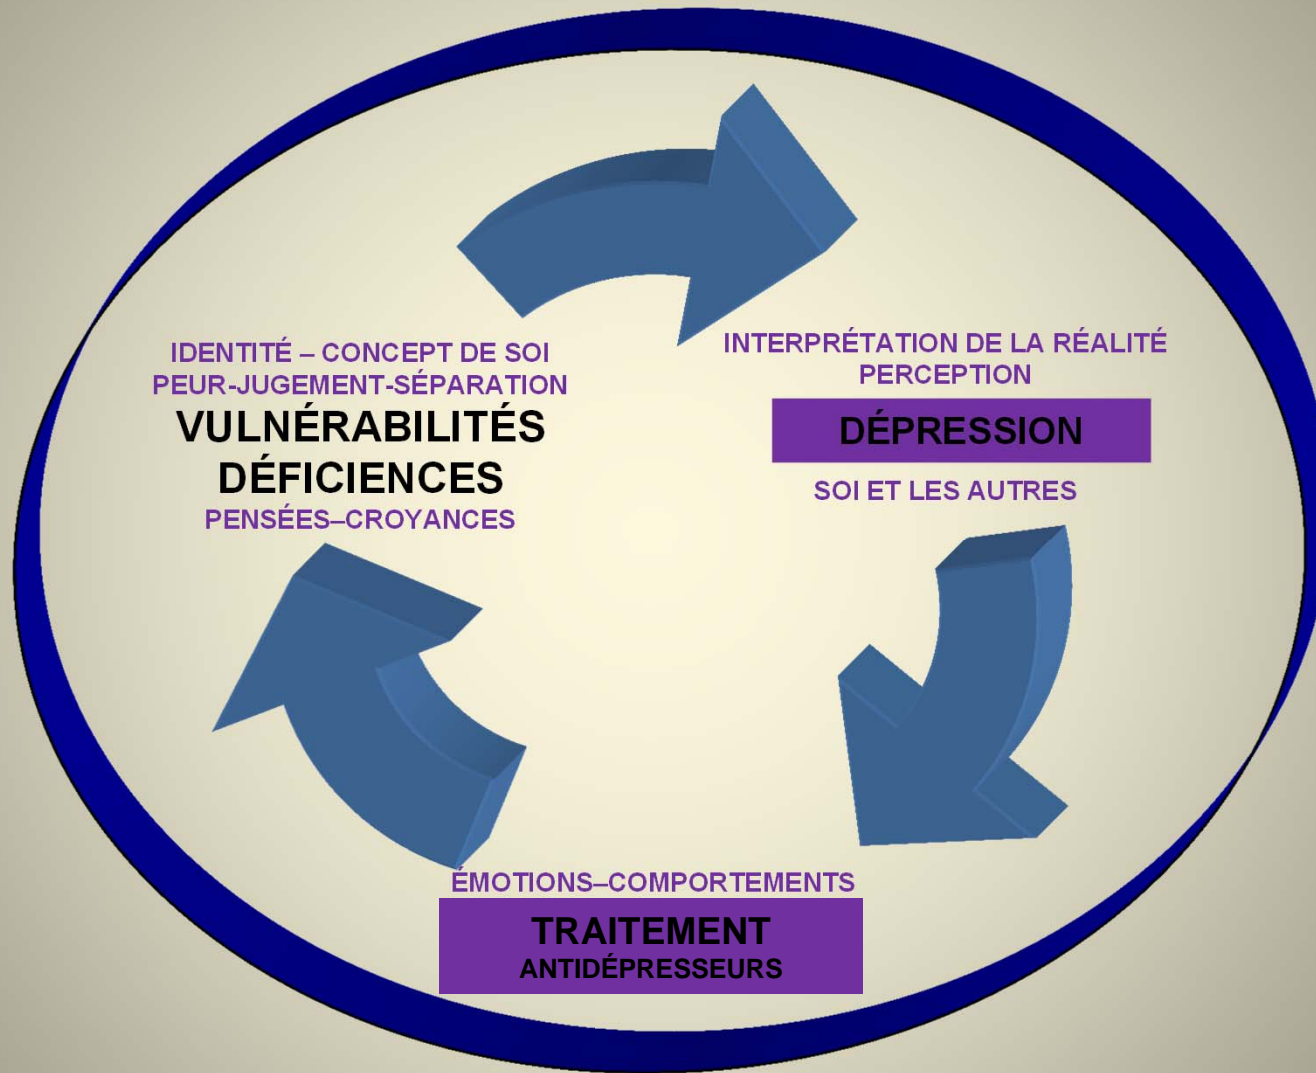 IDENTITÉ – CONCEPT DE SOI
PEUR-JUGEMENT-SÉPARATION
VULNÉRABILITÉS
DÉFICIENCES
PENSÉES–CROYANCES
INTERPRÉTATION DE LA RÉALITÉ
PERCEPTION
DÉPRESSION
SOI ET LES AUTRES
ÉMOTIONS–COMPORTEMENTS
TRAITEMENT
ANTIDÉPRESSEURS